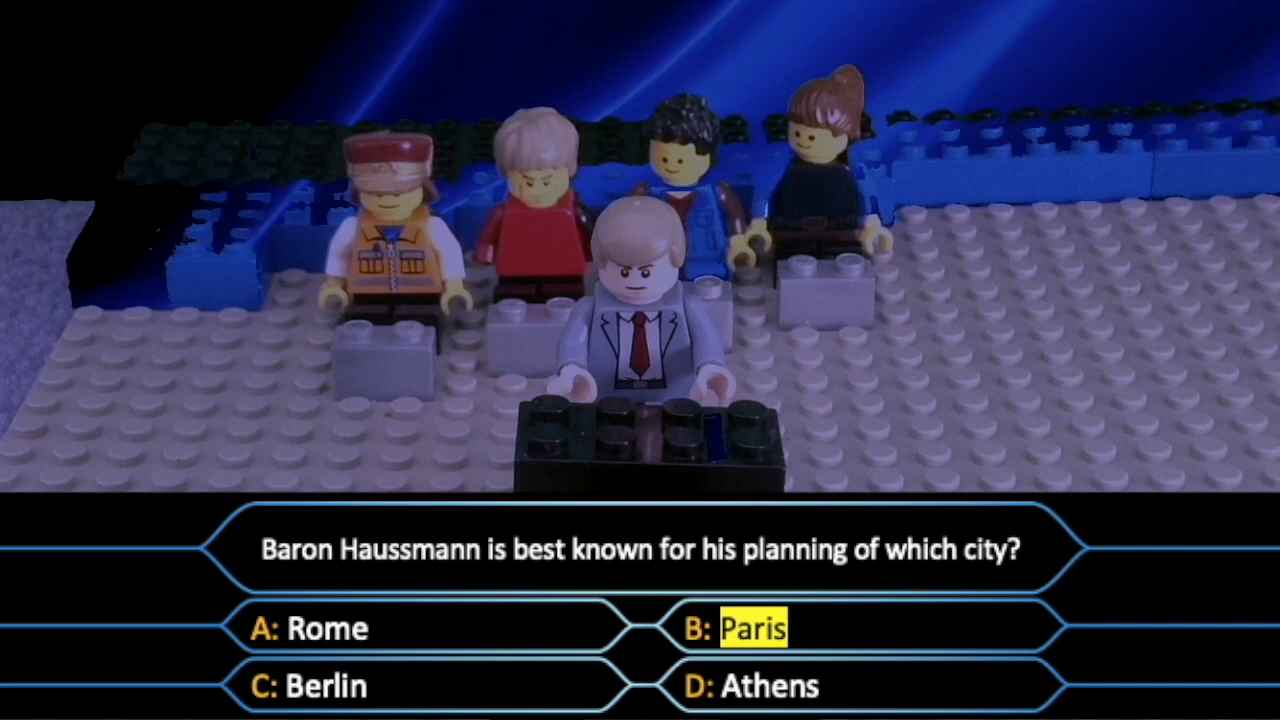 Baron Haussmann is best known for his planning of which city?
A: Rome
B: Paris
C: Berlin
D: Athens